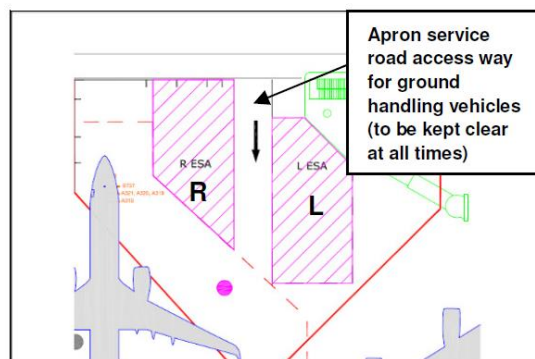 Apron service
road access way
for ground
handling vehicles
(to be kept clear
at all times)
R ESA
R
L ESA
L